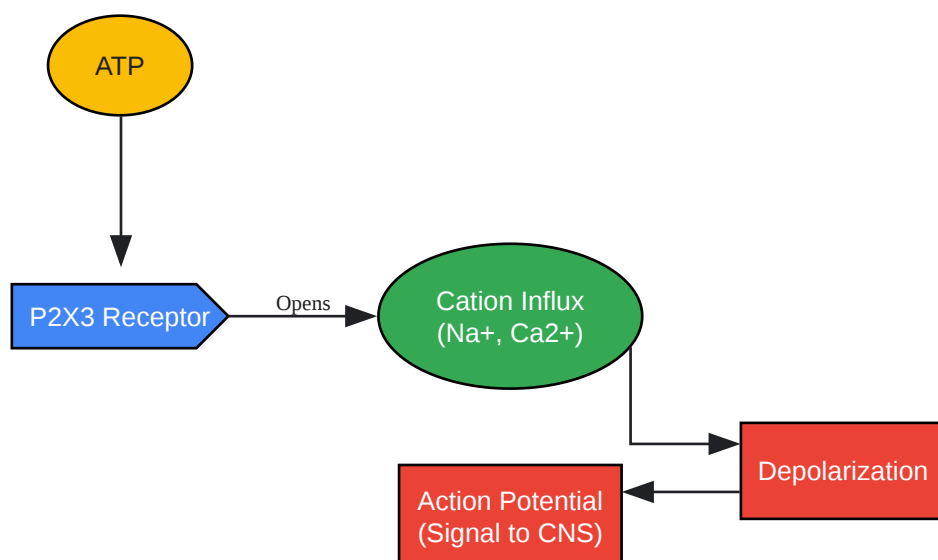 ATP
P2X3 Receptor
Opens
Cation Influx
(Na+, Ca2+)
Depolarization
Action Potential
(Signal to CNS)